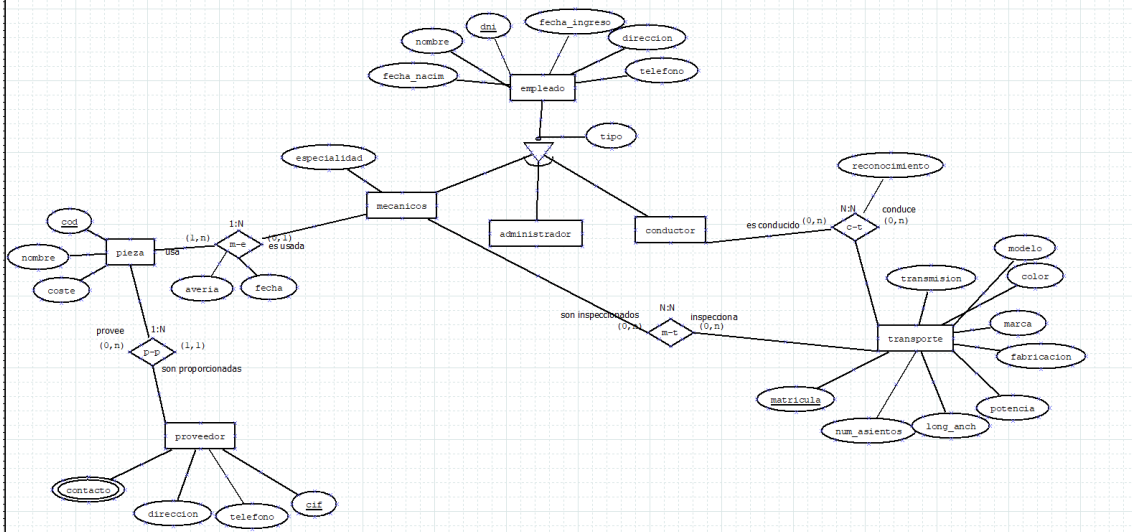 dni
fecha_ingreso
nombre
direccion
fecha_nacim
telefono
empleado
tipo
especialidad
reconocimiento
mecanicos
N:N
conduce
cod
1:N
administrador
conductor
es conducido
(0,n)
c-t
(0,n)
(1,n)
m-e
(0,1)
es usada
pieza
usa
nombre
modelo
transmision
color
coste
averia
fecha
son inspeccionados
N:N
inspecciona
(0,n)
m-t
(0,n)
marca
provee
1:N
transporte
fabricacion
(0,n)
p-p
(1,1)
son proporcionadas
matricula
potencia
num_asientos
long_anch
proveedor
contacto
direccion
telefono
cif